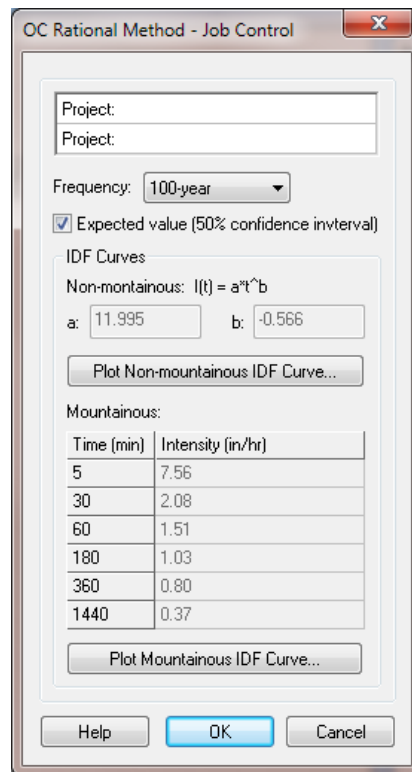 OC Rational Method - Job Control
Project:
Project:
Frequency: 100-year
Expected value (50% confidence invterval)
IDF Curves
Non-montainous: I(t) = a*t^b
a: 11.995 b: -0.566
Plot Non-mountainous IDF Curve...
Mountainous:
Time (min) Intensity (in/hr)
5 7.56
30 2.08
60 1.51
180 1.03
360 0.80
1440 0.37
Plot Mountainous IDF Curve...
Help OK Cancel